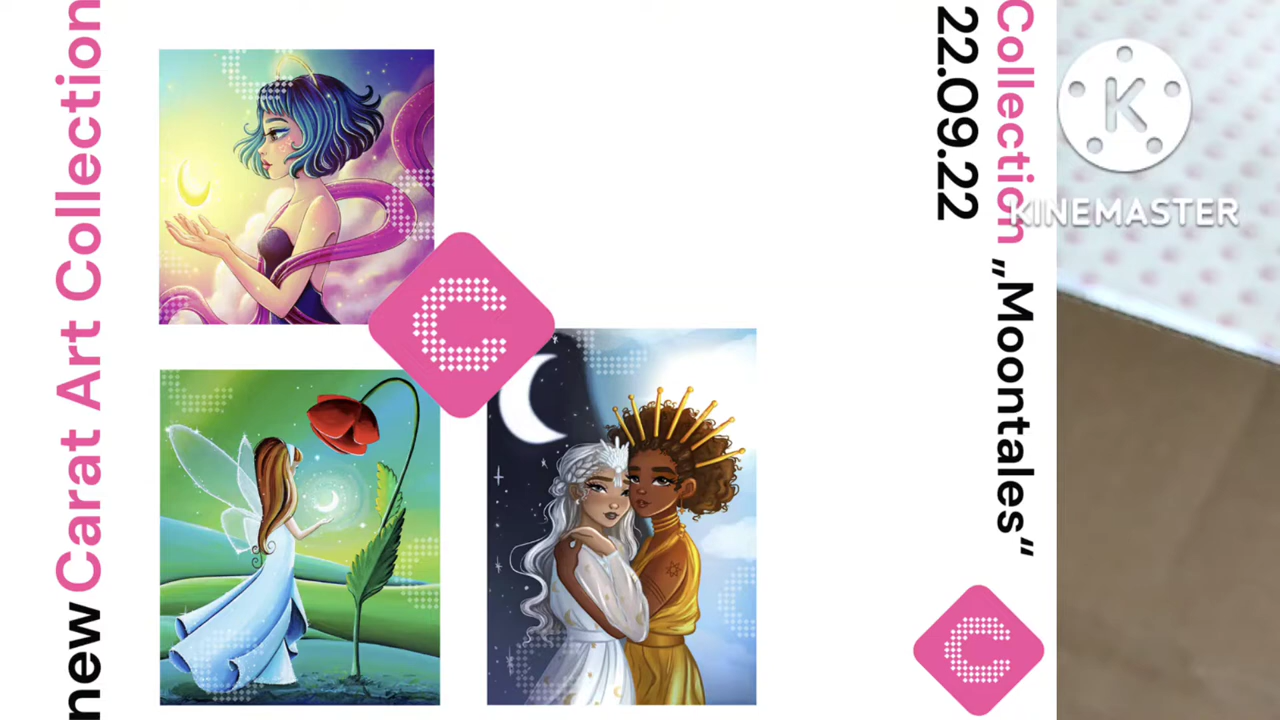 new Carat Art Collection
Collection „Moontales“
22.09.22
C
C
K
KINEMASTER